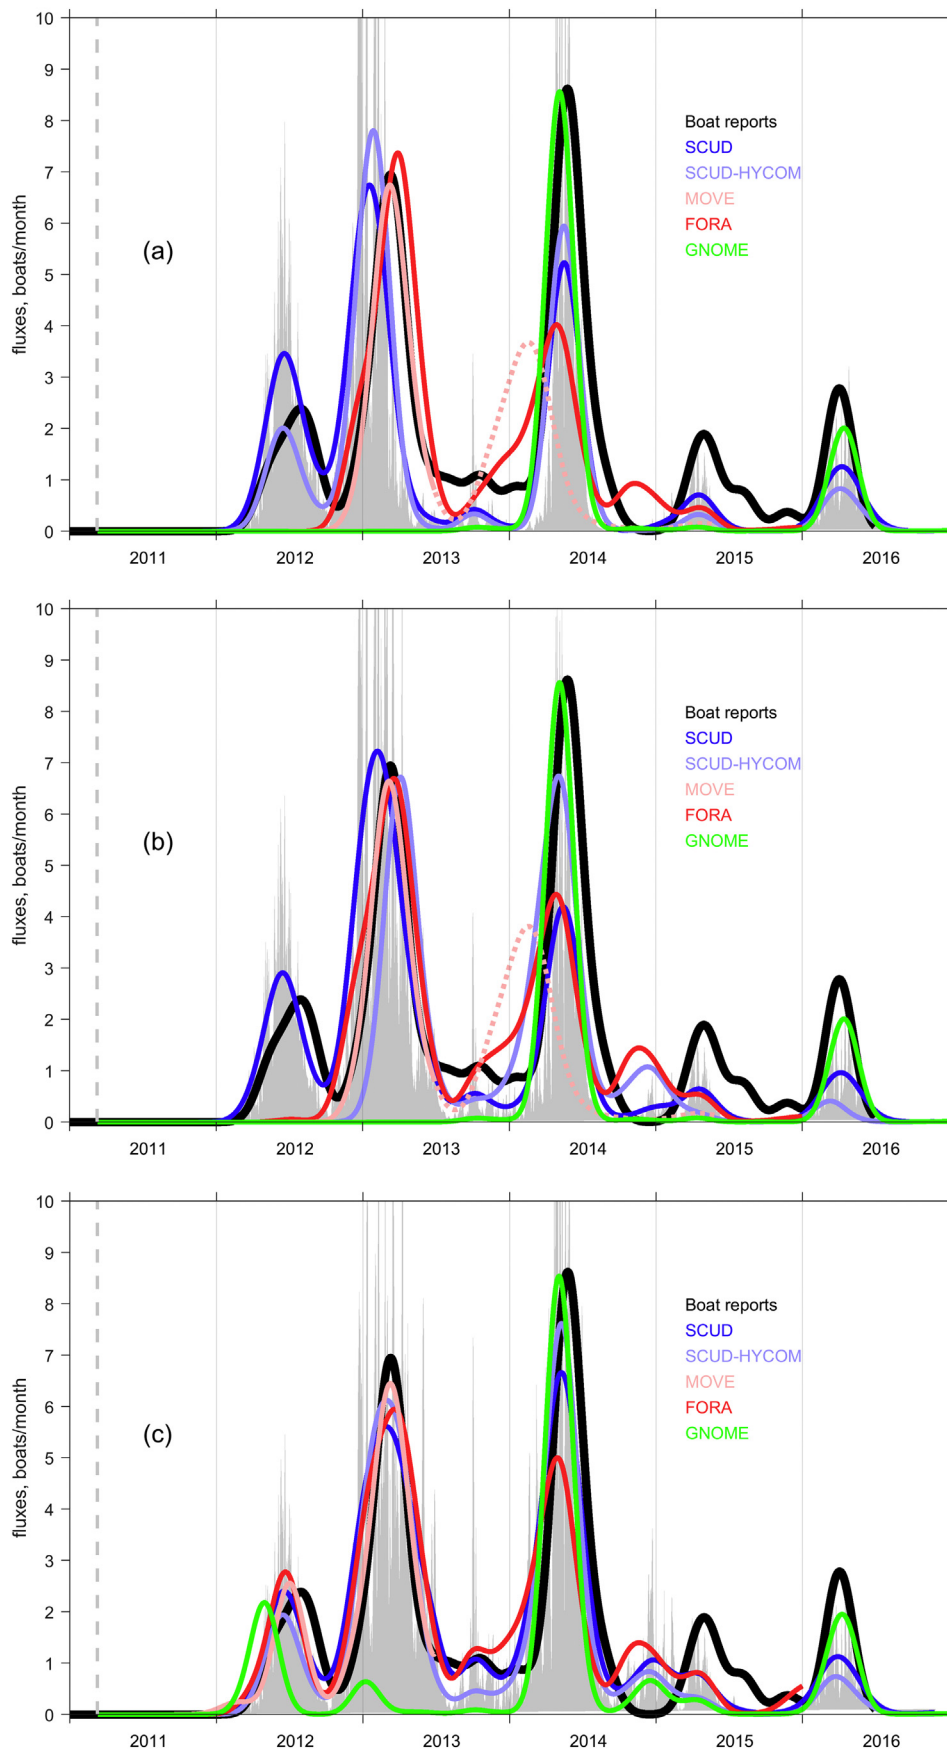 10
9
8
7
6
5
4
3
2
1
0
fluxes, boats/month
(a)
Boat reports
SCUD
SCUD-HYCOM
MOVE
FORA
GNOME
2011 2012 2013 2014 2015 2016
10
9
8
7
6
5
4
3
2
1
0
fluxes, boats/month
(b)
Boat reports
SCUD
SCUD-HYCOM
MOVE
FORA
GNOME
2011 2012 2013 2014 2015 2016
10
9
8
7
6
5
4
3
2
1
0
fluxes, boats/month
(c)
Boat reports
SCUD
SCUD-HYCOM
MOVE
FORA
GNOME
2011 2012 2013 2014 2015 2016